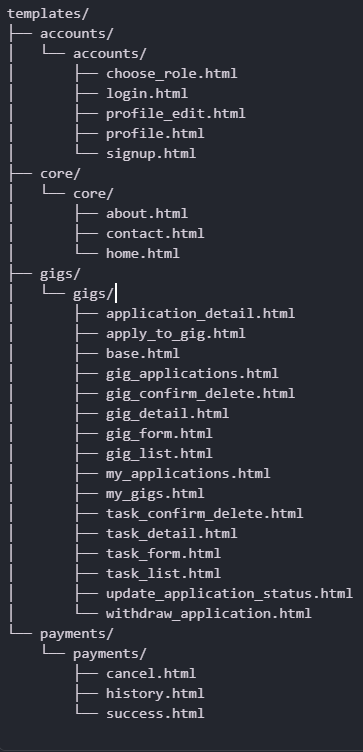 templates/
├── accounts/
│   └── accounts/
│       ├── choose_role.html
│       ├── login.html
│       ├── profile_edit.html
│       ├── profile.html
│       └── signup.html
├── core/
│   └── core/
│       ├── about.html
│       ├── contact.html
│       └── home.html
├── gigs/
│   └── gigs/
│       ├── application_detail.html
│       ├── apply_to_gig.html
│       ├── base.html
│       ├── gig_applications.html
│       ├── gig_confirm_delete.html
│       ├── gig_detail.html
│       ├── gig_form.html
│       ├── gig_list.html
│       ├── my_applications.html
│       ├── my_gigs.html
│       ├── task_confirm_delete.html
│       ├── task_detail.html
│       ├── task_form.html
│       ├── task_list.html
│       ├── update_application_status.html
│       └── withdraw_application.html
└── payments/
    └── payments/
        ├── cancel.html
        ├── history.html
        └── success.html